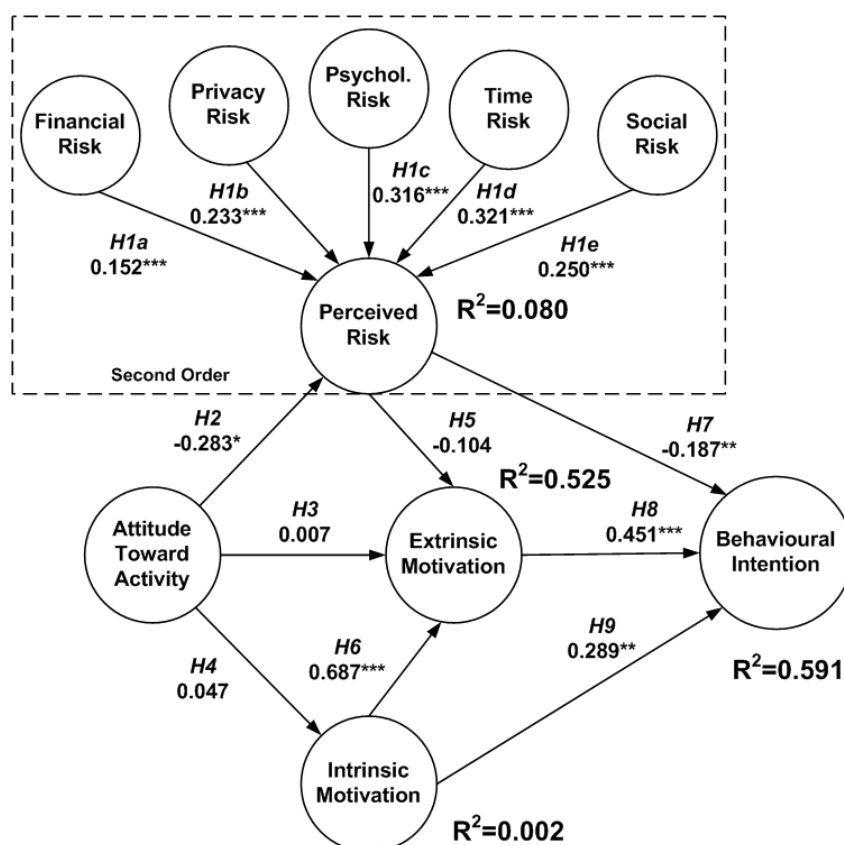 Financial
Risk
Privacy
Risk
Psychol.
Risk
Time
Risk
Social
Risk
H1a
0.152***
H1b
0.233***
H1c
0.316***
H1d
0.321***
H1e
0.250***
Perceived
Risk
R²=0.080
Second Order
H2
-0.283*
H5
-0.104
H7
-0.187**
R²=0.525
Attitude
Toward
Activity
H3
0.007
Extrinsic
Motivation
H8
0.451***
Behavioural
Intention
H4
0.047
H6
0.687***
H9
0.289**
R²=0.591
Intrinsic
Motivation
R²=0.002